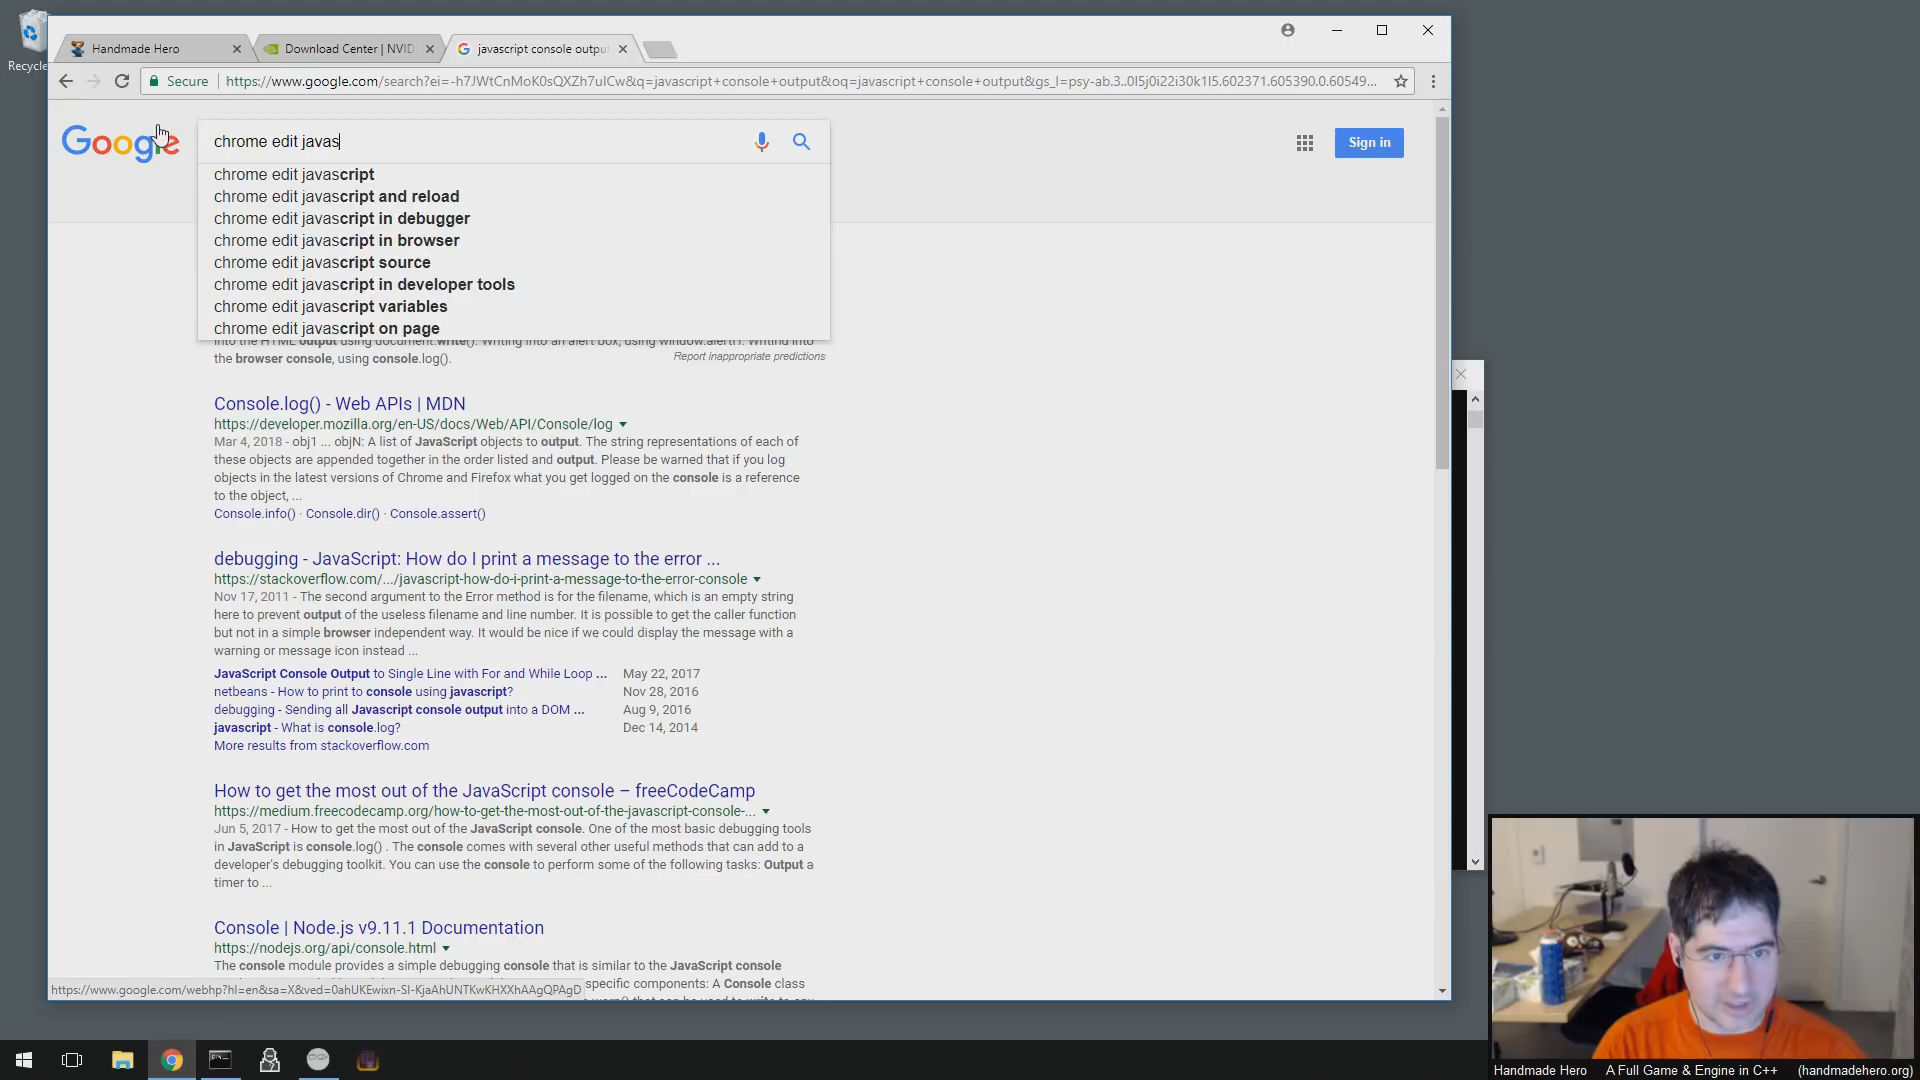 Recycle
Handmade Hero
Download Center | NVID
javascript console outpu
Secure
https://www.google.com/search?ei=-h7JWtCnMoK0sQXZh7uICw&q=javascript+console+output&oq=javascript+console+output&gs_l=psy-ab.3..0l5j0i22i30k1l5.602371.605390.0.60549...
Google
chrome edit javas
Sign in
chrome edit javascript
chrome edit javascript and reload
chrome edit javascript in debugger
chrome edit javascript in browser
chrome edit javascript source
chrome edit javascript in developer tools
chrome edit javascript variables
chrome edit javascript on page
into the HTML output using document.write(). Writing into an alert box, using window.alert(). Writing into
the browser console, using console.log().
Report inappropriate predictions
Console.log() - Web APIs | MDN
https://developer.mozilla.org/en-US/docs/Web/API/Console/log
Mar 4, 2018 - obj1 ... objN: A list of JavaScript objects to output. The string representations of each of
these objects are appended together in the order listed and output. Please be warned that if you log
objects in the latest versions of Chrome and Firefox what you get logged on the console is a reference
to the object, ...
Console.info() · Console.dir() · Console.assert()
debugging - JavaScript: How do I print a message to the error ...
https://stackoverflow.com/.../javascript-how-do-i-print-a-message-to-the-error-console
Nov 17, 2011 - The second argument to the Error method is for the filename, which is an empty string
here to prevent output of the useless filename and line number. It is possible to get the caller function
but not in a simple browser independent way. It would be nice if we could display the message with a
warning or message icon instead ...
JavaScript Console Output to Single Line with For and While Loop ... May 22, 2017
netbeans - How to print to console using javascript? Nov 28, 2016
debugging - Sending all Javascript console output into a DOM ... Aug 9, 2016
javascript - What is console.log? Dec 14, 2014
More results from stackoverflow.com
How to get the most out of the JavaScript console – freeCodeCamp
https://medium.freecodecamp.org/how-to-get-the-most-out-of-the-javascript-console-...
Jun 5, 2017 - How to get the most out of the JavaScript console. One of the most basic debugging tools
in JavaScript is console.log() . The console comes with several other useful methods that can add to a
developer's debugging toolkit. You can use the console to perform some of the following tasks: Output a
timer to ...
Console | Node.js v9.11.1 Documentation
https://nodejs.org/api/console.html
The console module provides a simple debugging console that is similar to the JavaScript console
specific components: A Console class
https://www.google.com/webhp?hl=en&sa=X&ved=0ahUKEwixn-SI-KjaAhUNTKwKHXXhAAgQPAgD
Handmade Hero A Full Game & Engine in C++ (handmadehero.org)